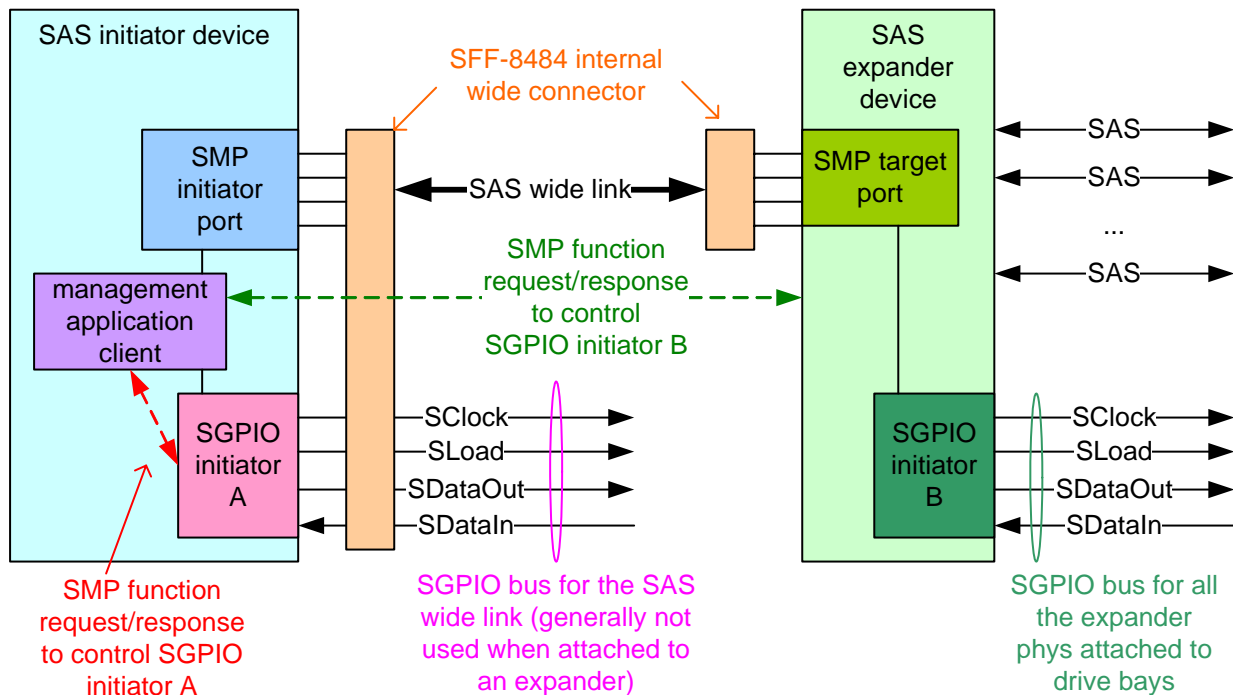 SAS initiator device
SFF-8484 internal
wide connector
SAS
expander
device
SMP
initiator
port
SAS wide link
SMP target
port
SAS
SAS
...
SAS
management
application
client
SMP function
request/response
to control
SGPIO initiator B
SGPIO
initiator
A
SClock
SLoad
SDataOut
SDataIn
SGPIO
initiator
B
SClock
SLoad
SDataOut
SDataIn
SMP function
request/response
to control SGPIO
initiator A
SGPIO bus for the SAS
wide link (generally not
used when attached to
an expander)
SGPIO bus for all
the expander
phys attached to
drive bays